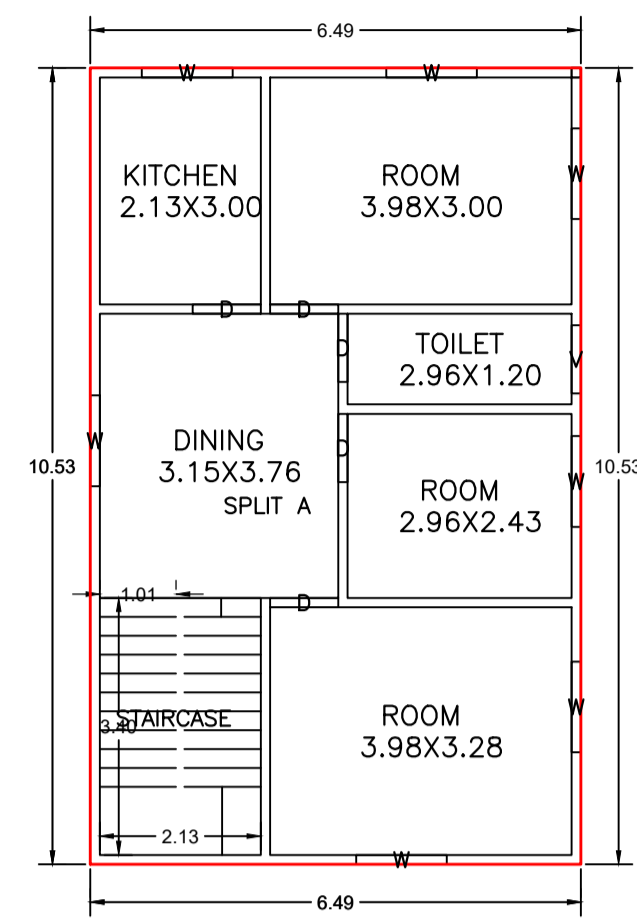 6.49
W
W
KITCHEN
2.13X3.00
ROOM
3.98X3.00
W
D
D
TOILET
2.96X1.20
D
V
W
DINING
3.15X3.76
SPLIT A
D
10.53
10.53
ROOM
2.96X2.43
W
1.01
D
STAIRCASE
3.40
ROOM
3.98X3.28
W
2.13
W
6.49